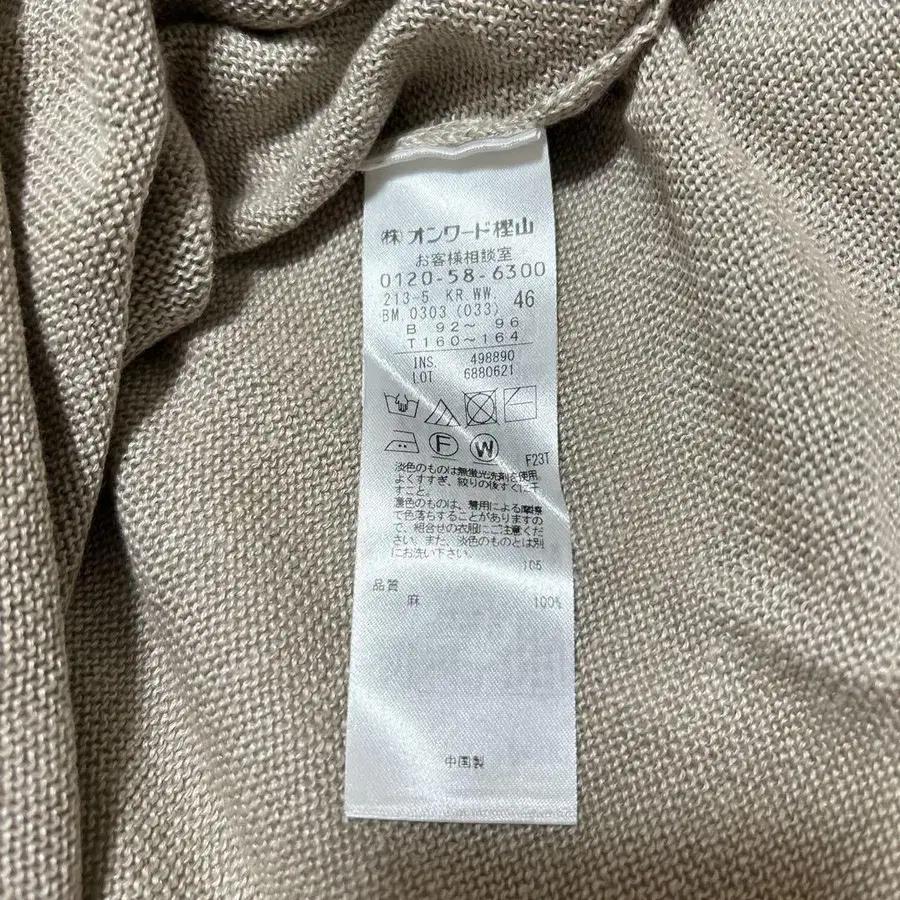 (株)オンワード樫山
お客様相談室
0120-58-6300
213-5 KR.WW. 46
BM.0303 (033)
B 92〜 96
T160〜164
INS. 498890
LOT 6880621
F W F23T
淡色のものは無蛍光洗剤を使用
よくすすぎ、絞りの後すぐに干
すこと。
濃色のものは、着用による摩擦
で色落ちすることがありますの
で、組合せの衣服にご注意くだ
さい。また、淡色のものとは別
にお洗い下さい。
105
品質
麻 100%
中国製